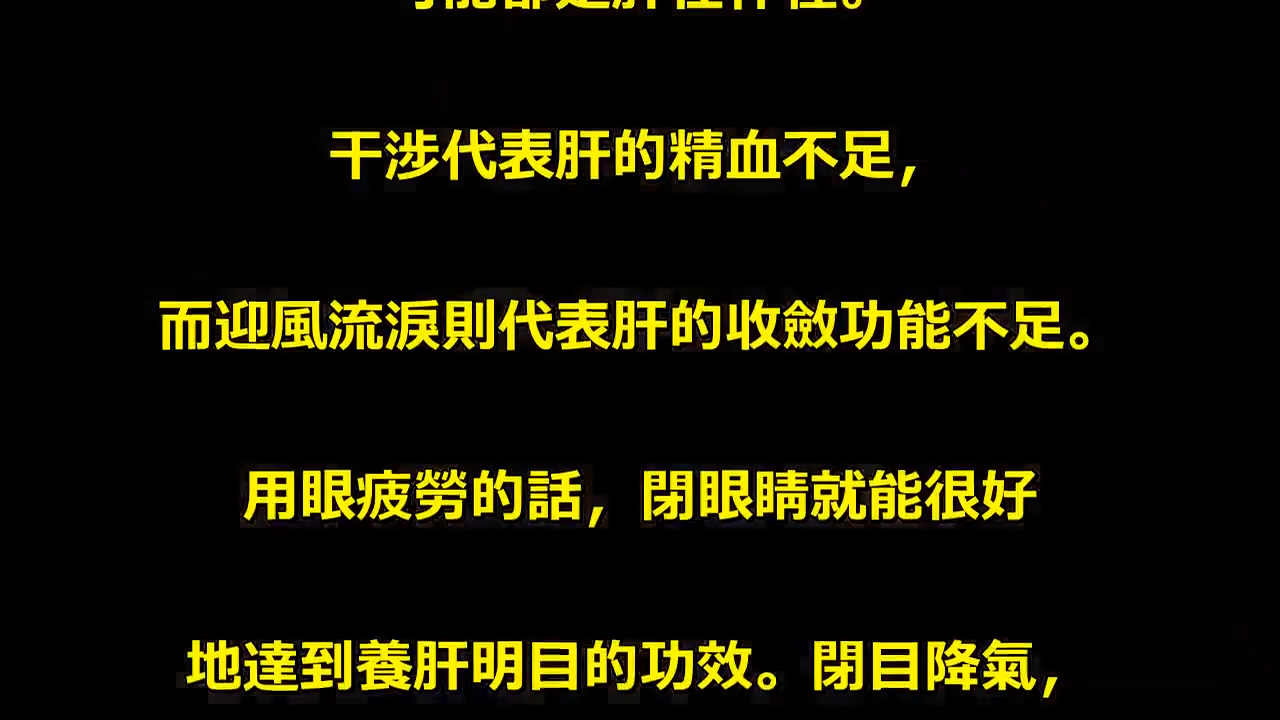 干涉代表肝的精血不足，
而迎風流淚則代表肝的收斂功能不足。
用眼疲勞的話，閉眼睛就能很好
地達到養肝明目的功效。閉目降氣，